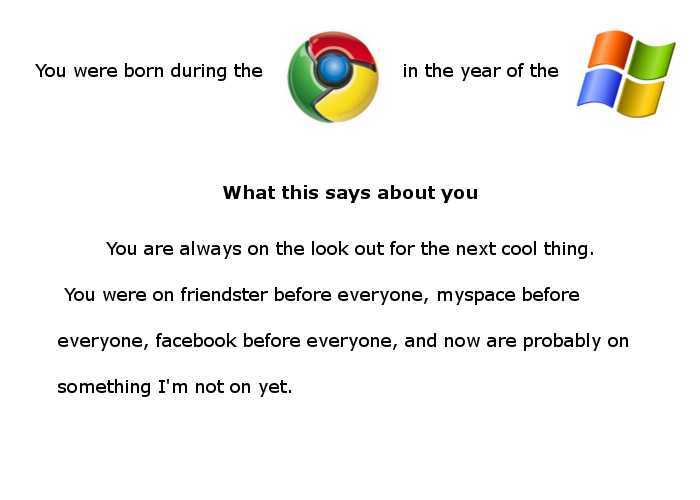 You were born during the in the year of the
What this says about you
You are always on the look out for the next cool thing.
You were on friendster before everyone, myspace before
everyone, facebook before everyone, and now are probably on
something I'm not on yet.